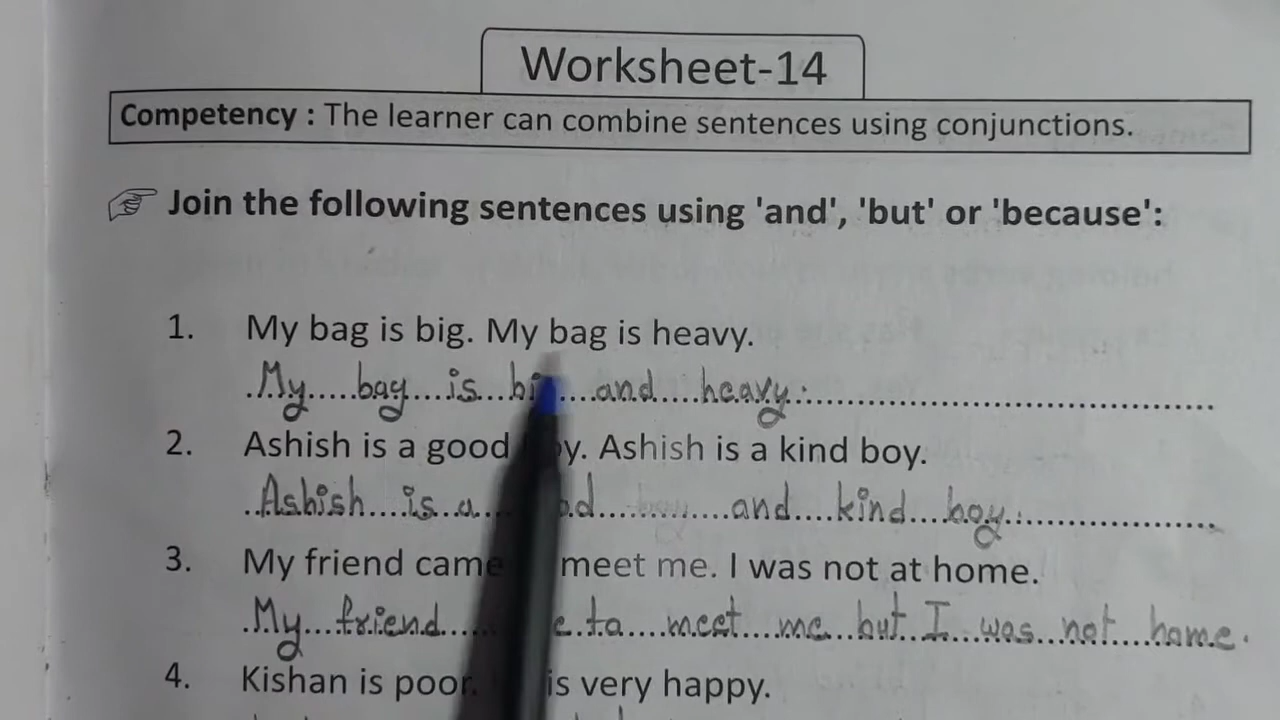 Worksheet-14
Competency : The learner can combine sentences using conjunctions.
Join the following sentences using 'and', 'but' or 'because':
1. My bag is big. My bag is heavy.
My bag is and heavy.
2. Ashish is a good Ashish is a kind boy.
Ashish is a and kind boy.
3. My friend came meet me. I was not at home.
My friend to meet me but I was not home.
4. Kishan is poor. is very happy.